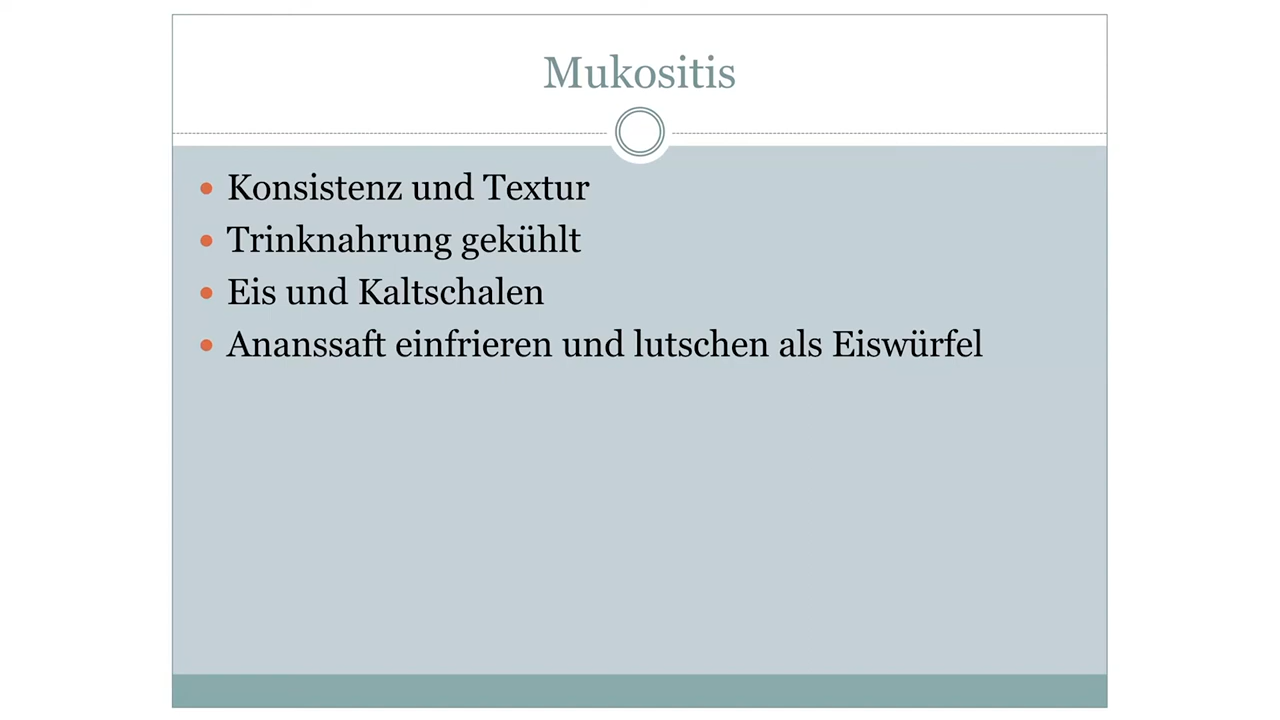 Mukositis
Konsistenz und Textur
Trinknahrung gekühlt
Eis und Kaltschalen
Ananssaft einfrieren und lutschen als Eiswürfel